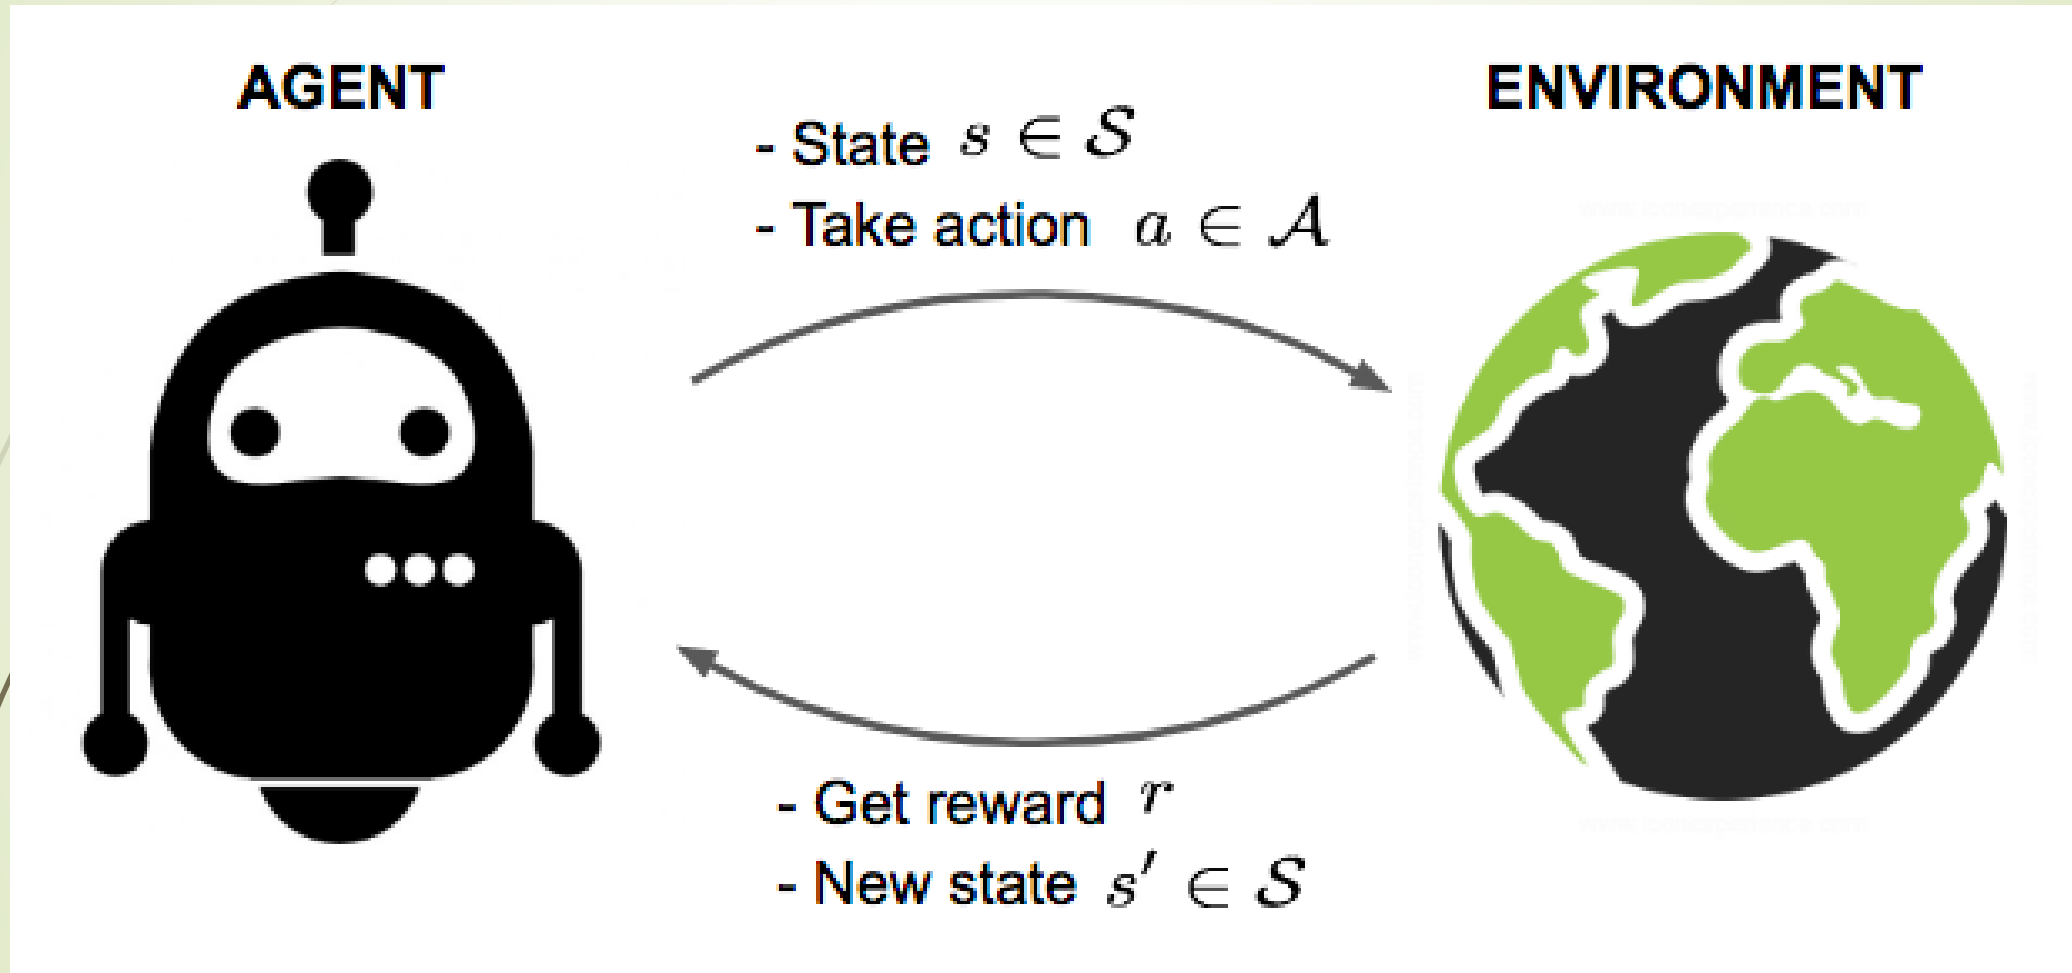 AGENT
ENVIRONMENT
- State s ∈ 𝒮
- Take action a ∈ 𝒜
- Get reward r
- New state s′ ∈ 𝒮